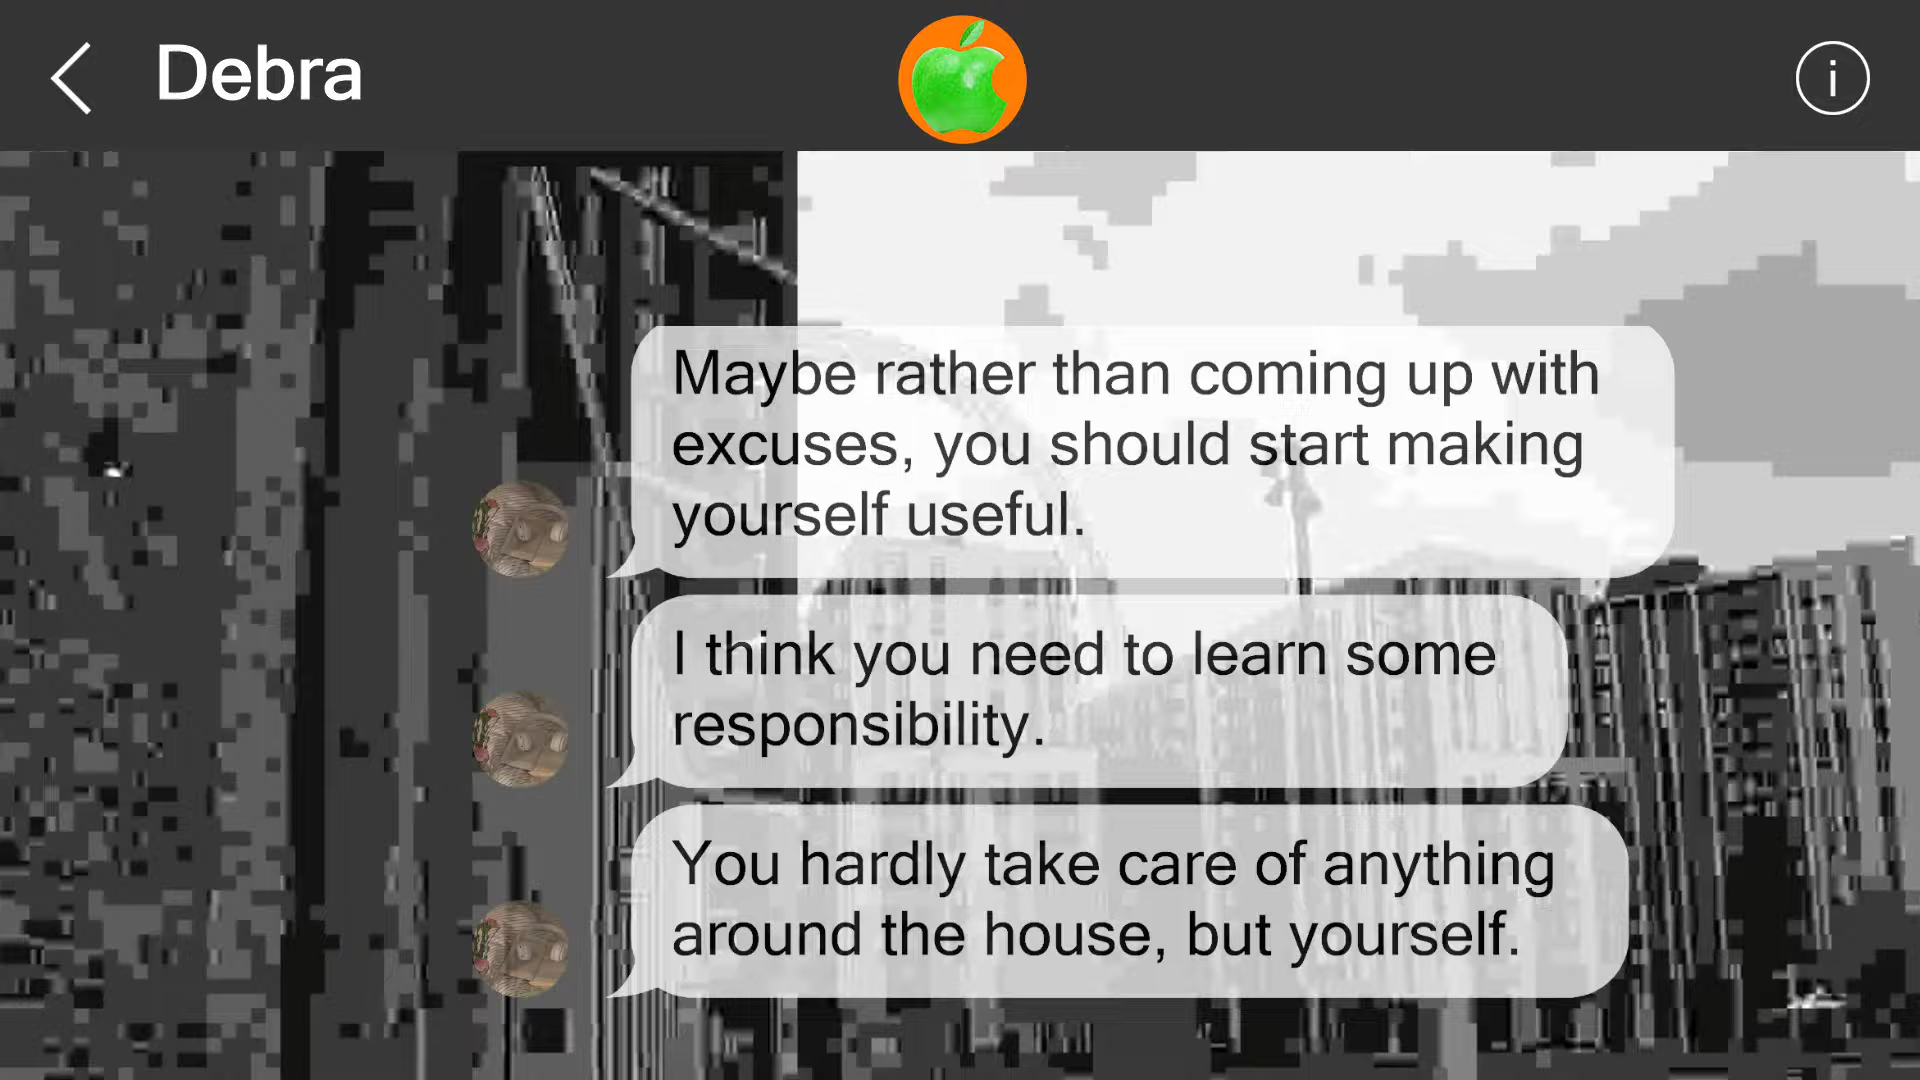 Debra
i
Maybe rather than coming up with
excuses, you should start making
yourself useful.
I think you need to learn some
responsibility.
You hardly take care of anything
around the house, but yourself.